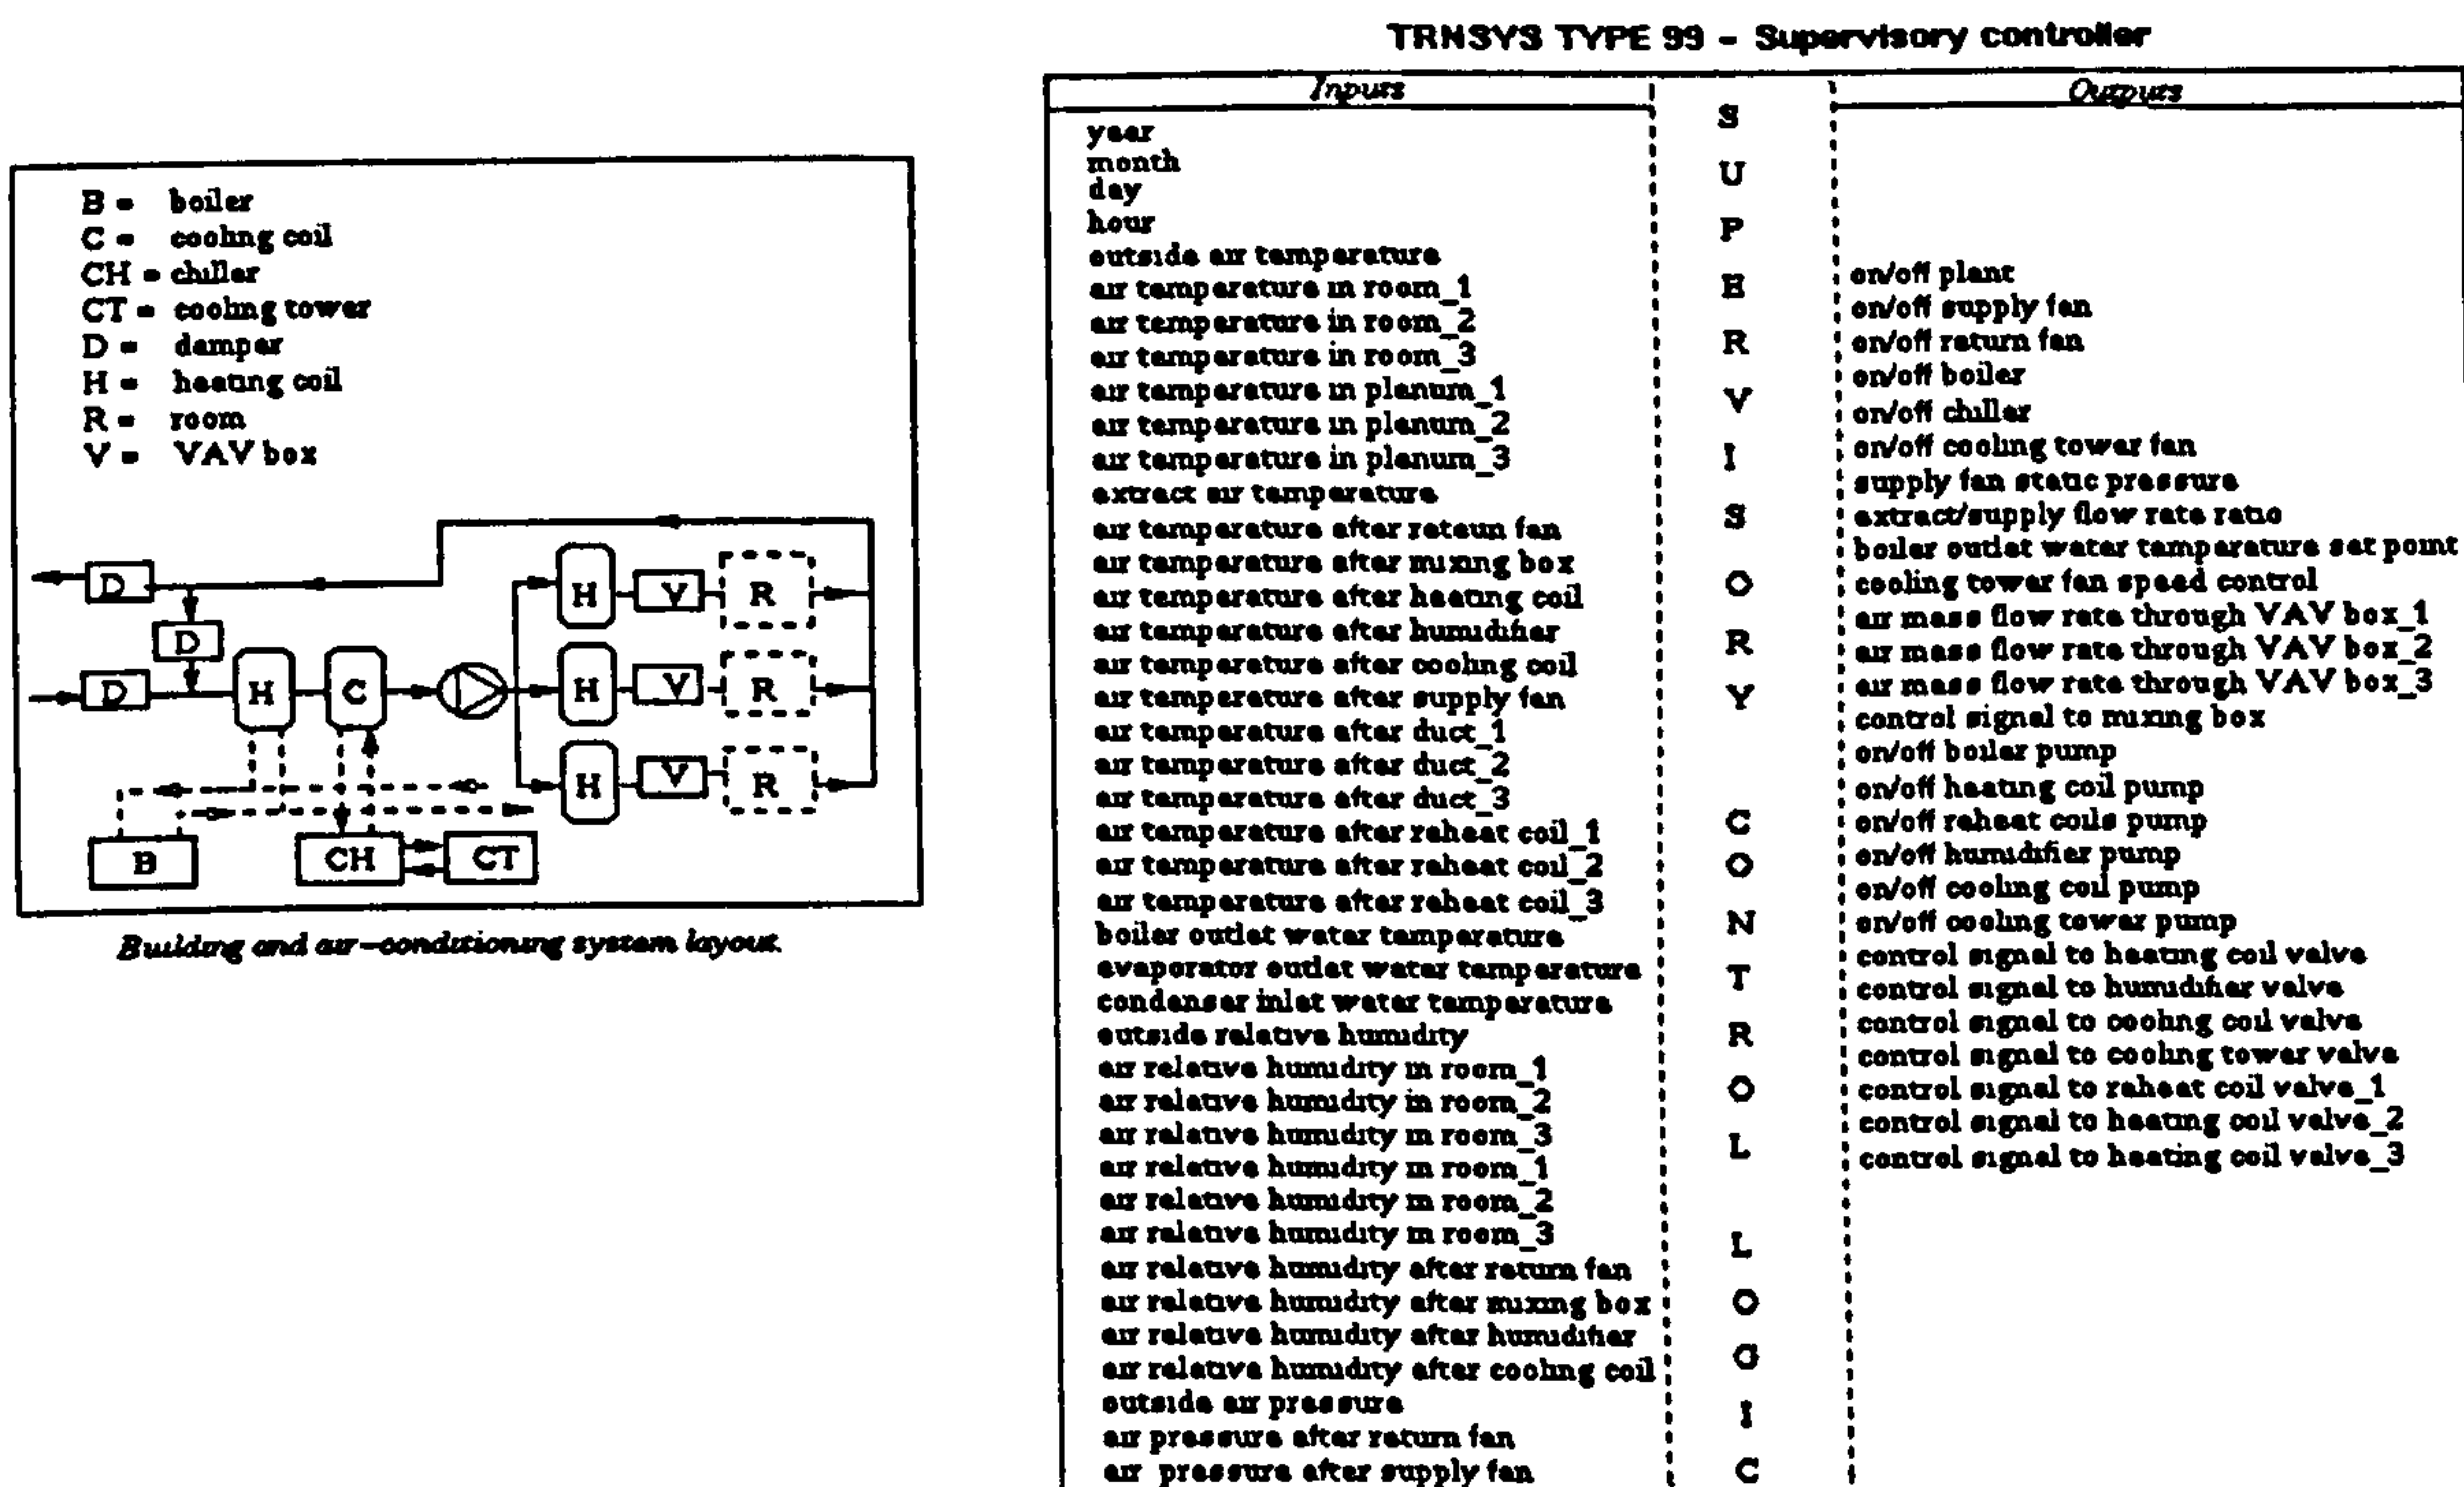 TRNSYS TYPE 99 - Supervisory controller
B = boiler
C = cooling coil
CH = chiller
CT = cooling tower
D = damper
H = heating coil
R = room
V = VAV box
D
D
D
H
C
H
V
R
H
V
R
H
V
R
B
CH
CT
Building and air-conditioning system layout.
Inputs
year
month
day
hour
outside air temperature
air temperature in room_1
air temperature in room_2
air temperature in room_3
air temperature in plenum_1
air temperature in plenum_2
air temperature in plenum_3
extract air temperature
air temperature after reteun fan
air temperature after mixing box
air temperature after heating coil
air temperature after humidifier
air temperature after cooling coil
air temperature after supply fan
air temperature after duct_1
air temperature after duct_2
air temperature after duct_3
air temperature after reheat coil_1
air temperature after reheat coil_2
air temperature after reheat coil_3
boiler outlet water temperature
evaporator outlet water temperature
condenser inlet water temperature
outside relative humidity
air relative humidity in room_1
air relative humidity in room_2
air relative humidity in room_3
air relative humidity in room_1
air relative humidity in room_2
air relative humidity in room_3
air relative humidity after return fan
air relative humidity after mixing box
air relative humidity after humidifier
air relative humidity after cooling coil
outside air pressure
air pressure after return fan
air pressure after supply fan
S
U
P
E
R
V
I
S
O
R
Y
C
O
N
T
R
O
L
L
O
G
I
C
Outputs
on/off plant
on/off supply fan
on/off return fan
on/off boiler
on/off chiller
on/off cooling tower fan
supply fan static pressure
extract/supply flow rate ratio
boiler outlet water temperature set point
cooling tower fan speed control
air mass flow rate through VAV box_1
air mass flow rate through VAV box_2
air mass flow rate through VAV box_3
control signal to mixing box
on/off boiler pump
on/off heating coil pump
on/off reheat coils pump
on/off humidifier pump
on/off cooling coil pump
on/off cooling tower pump
control signal to heating coil valve
control signal to humidifier valve
control signal to cooling coil valve
control signal to cooling tower valve
control signal to reheat coil valve_1
control signal to heating coil valve_2
control signal to heating coil valve_3